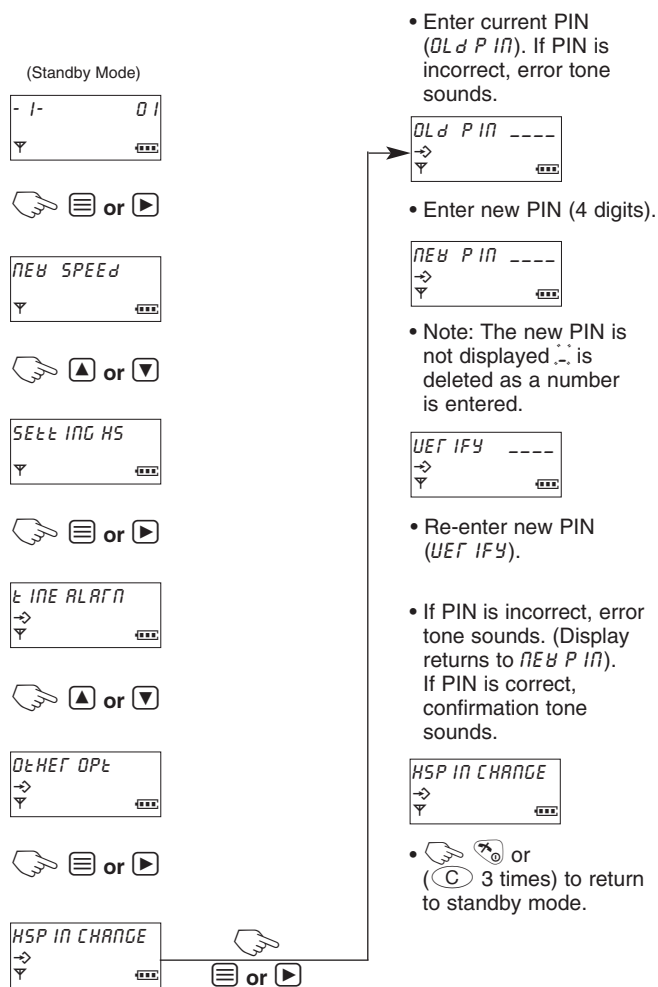 (Standby Mode)
- 1- 01
or
NEW SPEEd
or
SEttING HS
or
tIME ALArM
or
OtHEr OPt
or
HSPIN CHANGE
or
• Enter current PIN
(OLd PIN). If PIN is
incorrect, error tone
sounds.
OLd PIN ____
• Enter new PIN (4 digits).
NEW PIN ____
• Note: The new PIN is
not displayed _ is
deleted as a number
is entered.
VErIFY ____
• Re-enter new PIN
(VErIFY).
• If PIN is incorrect, error
tone sounds. (Display
returns to NEW PIN).
If PIN is correct,
confirmation tone
sounds.
HSPIN CHANGE
• or
(C 3 times) to return
to standby mode.